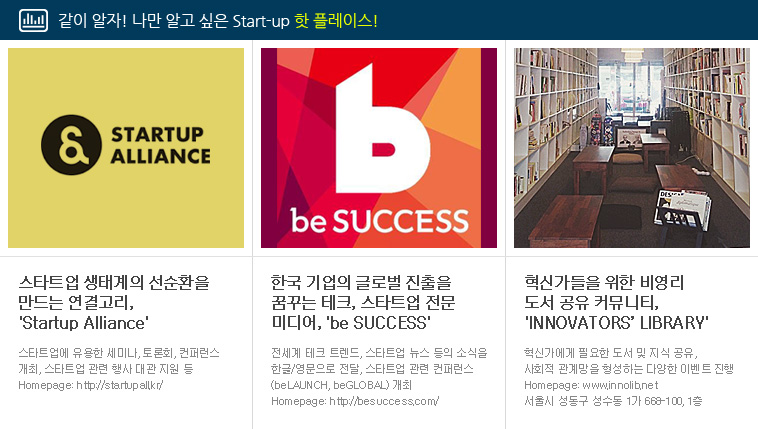 같이 알자! 나만 알고 싶은 Start-up 핫 플레이스!
STARTUP
ALLIANCE
b
be SUCCESS
스타트업 생태계의 선순환을
만드는 연결고리,
'Startup Alliance'
스타트업에 유용한 세미나, 토론회, 컨퍼런스
개최, 스타트업 관련 행사 대관 지원 등
Homepage: http://startupall.kr/
한국 기업의 글로벌 진출을
꿈꾸는 테크, 스타트업 전문
미디어, 'be SUCCESS'
전세계 테크 트렌드, 스타트업 뉴스 등의 소식을
한글/영문으로 전달, 스타트업 관련 컨퍼런스
(beLAUNCH, beGLOBAL) 개최
Homepage: http://besuccess.com/
혁신가들을 위한 비영리
도서 공유 커뮤니티,
'INNOVATORS’ LIBRARY'
혁신가에게 필요한 도서 및 지식 공유,
사회적 관계망을 형성하는 다양한 이벤트 진행
Homepage: www.innolib.net
서울시 성동구 성수동 1가 668-100, 1층